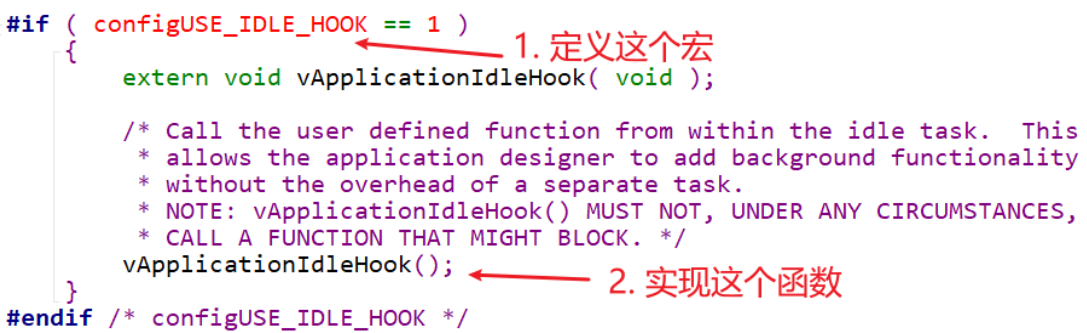 #if ( configUSE_IDLE_HOOK == 1 )
1. 定义这个宏
{
extern void vApplicationIdleHook( void );
/* Call the user defined function from within the idle task.  This
* allows the application designer to add background functionality
* without the overhead of a separate task.
* NOTE: vApplicationIdleHook() MUST NOT, UNDER ANY CIRCUMSTANCES,
* CALL A FUNCTION THAT MIGHT BLOCK. */
vApplicationIdleHook();
2. 实现这个函数
}
#endif /* configUSE_IDLE_HOOK */